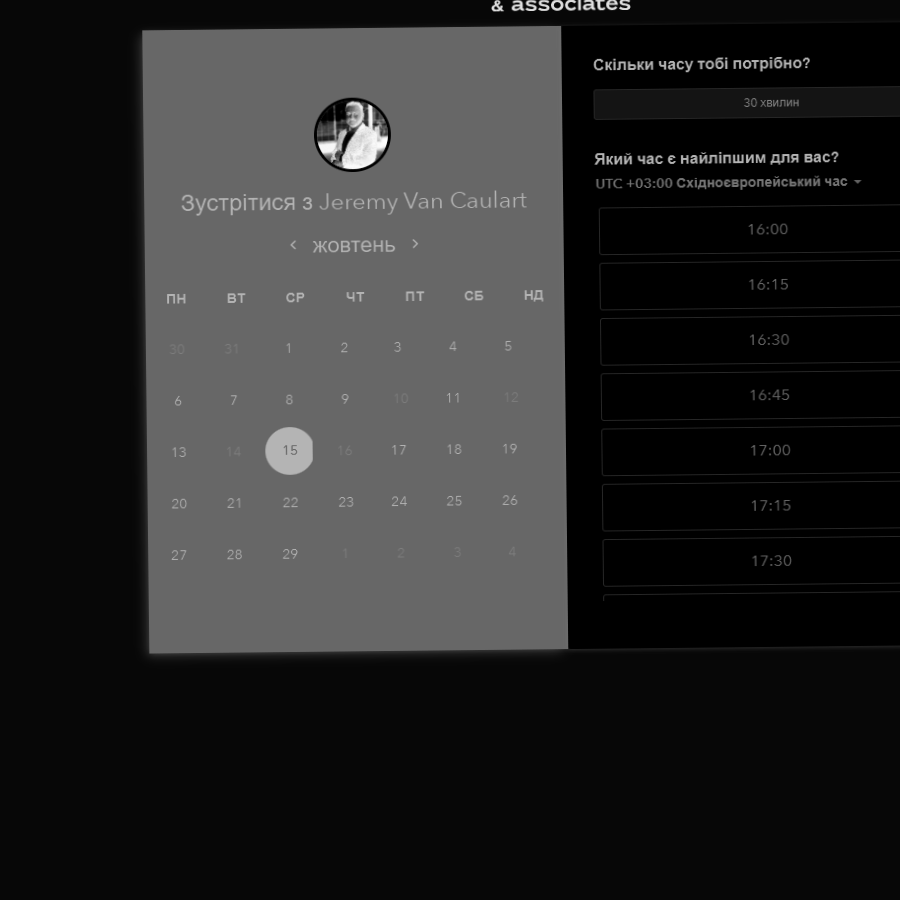 & associates
Зустрітися з Jeremy Van Caulart
жовтень
ПН ВТ СР ЧТ ПТ СБ НД
30 31 1 2 3 4 5
6 7 8 9 10 11 12
13 14 15 16 17 18 19
20 21 22 23 24 25 26
27 28 29 1 2 3 4
Скільки часу тобі потрібно?
30 хвилин
Який час є найліпшим для вас?
UTC +03:00 Східноєвропейський час
16:00
16:15
16:30
16:45
17:00
17:15
17:30